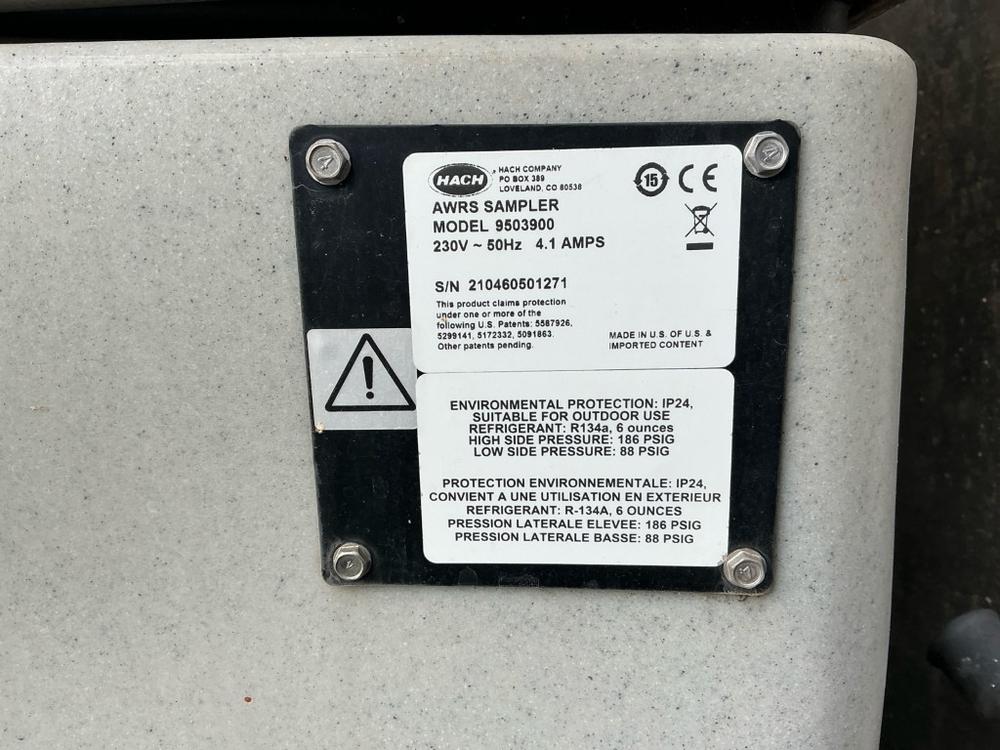 HACH
HACH COMPANY
PO BOX 389
LOVELAND, CO 80538
15
CE
AWRS SAMPLER
MODEL 9503900
230V ~ 50Hz 4.1 AMPS
S/N 210460501271
This product claims protection
under one or more of the
following U.S. Patents: 5587926,
5299141, 5172332, 5091863.
Other patents pending.
MADE IN U.S. OF U.S. &
IMPORTED CONTENT
!
ENVIRONMENTAL PROTECTION: IP24,
SUITABLE FOR OUTDOOR USE
REFRIGERANT: R134a, 6 ounces
HIGH SIDE PRESSURE: 186 PSIG
LOW SIDE PRESSURE: 88 PSIG
PROTECTION ENVIRONNEMENTALE: IP24,
CONVIENT A UNE UTILISATION EN EXTERIEUR
REFRIGERANT: R-134A, 6 OUNCES
PRESSION LATERALE ELEVEE: 186 PSIG
PRESSION LATERALE BASSE: 88 PSIG